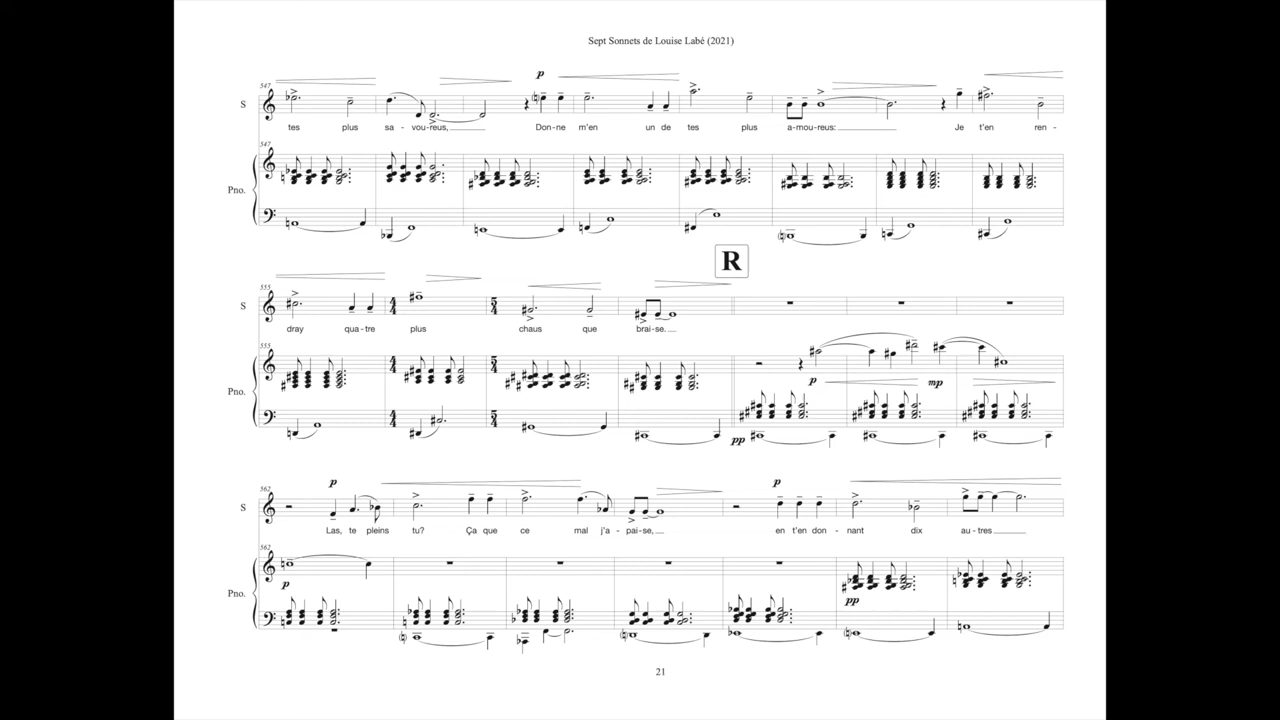 Sept Sonnets de Louise Labé (2021)
p
547
S
tes plus sa - vou - reus, Don - ne m'en un de tes plus a - mou - reus: Je t'en ren -
547
Pno.
R
555
S
dray qua - tre plus chaus que brai - se.
555
Pno.
p mp
pp
p p
562
S
Las, te pleins tu? Ça que ce mal j'a - pai - se, en t'en don - nant dix au - tres
562
p
Pno.
pp
21